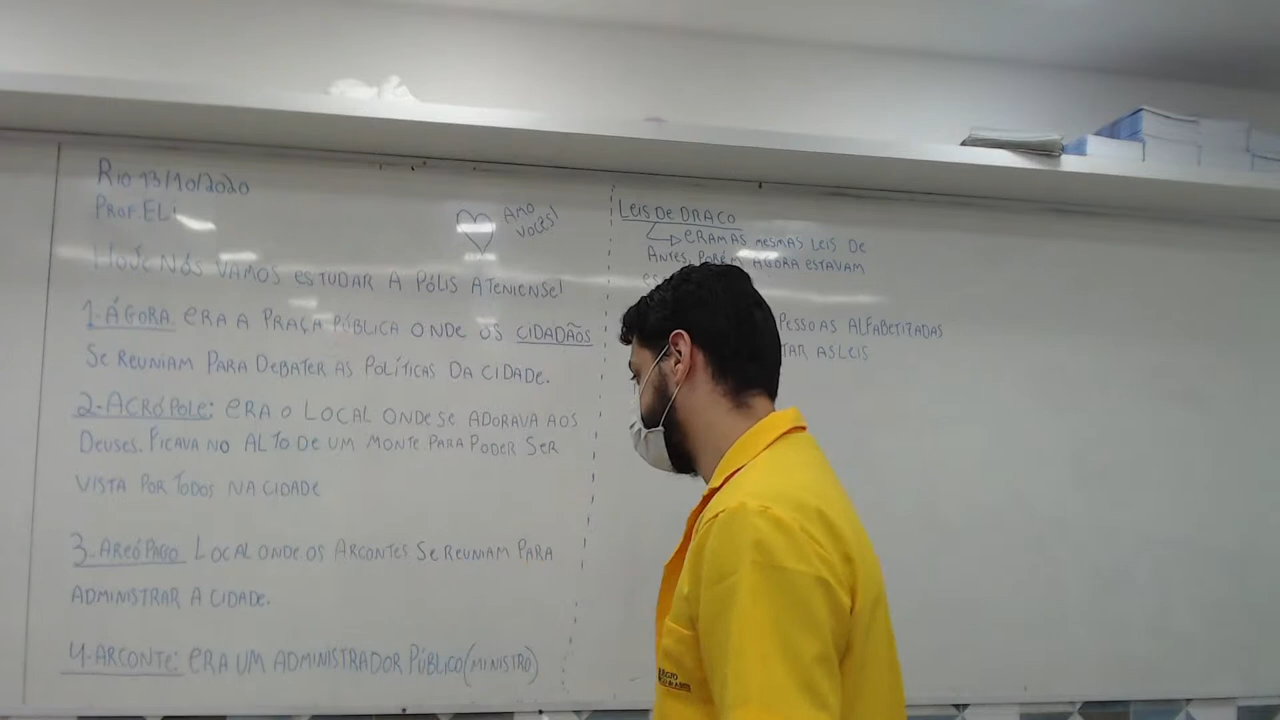 Rio 13/10/2020
Prof. Eli
AMO
VOCÊS!
Hoje Nós VAMOS ESTUDAR A PÓLIS ATENIENSE!
1-ÁGORA ERA A PRAÇA PÚBLICA ONDE OS CIDADÃOS
SE REUNIAM PARA DEBATER AS POLÍTICAS DA CIDADE.
2-ACRÓPOLE: ERA O LOCAL ONDE SE ADORAVA AOS
DEUSES. FICAVA NO ALTO DE UM MONTE PARA PODER SER
VISTA POR TODOS NA CIDADE
3-AREÓPAGO LOCAL ONDE OS ARCONTES SE REUNIAM PARA
ADMINISTRAR A CIDADE.
4-ARCONTE: ERA UM ADMINISTRADOR PÚBLICO (MINISTRO)
LEIS DE DRACO
ERAM AS MESMAS LEIS DE
ANTES, PORÉM AGORA ESTAVAM
PESSOAS ALFABETIZADAS
AS LEIS